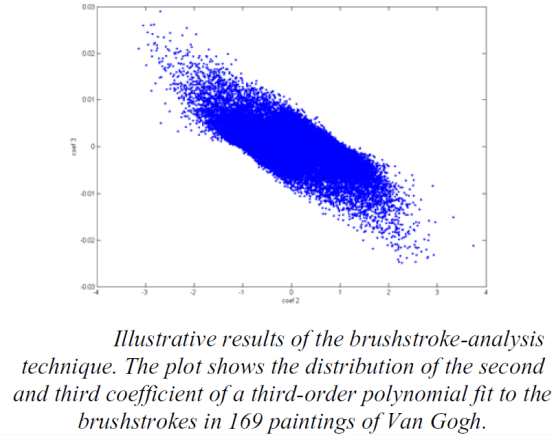 0.03
0.02
0.01
0
-0.01
-0.02
-0.03
coef 3
-4 -3 -2 -1 0 1 2 3 4
coef 2
Illustrative results of the brushstroke-analysis
technique. The plot shows the distribution of the second
and third coefficient of a third-order polynomial fit to the
brushstrokes in 169 paintings of Van Gogh.